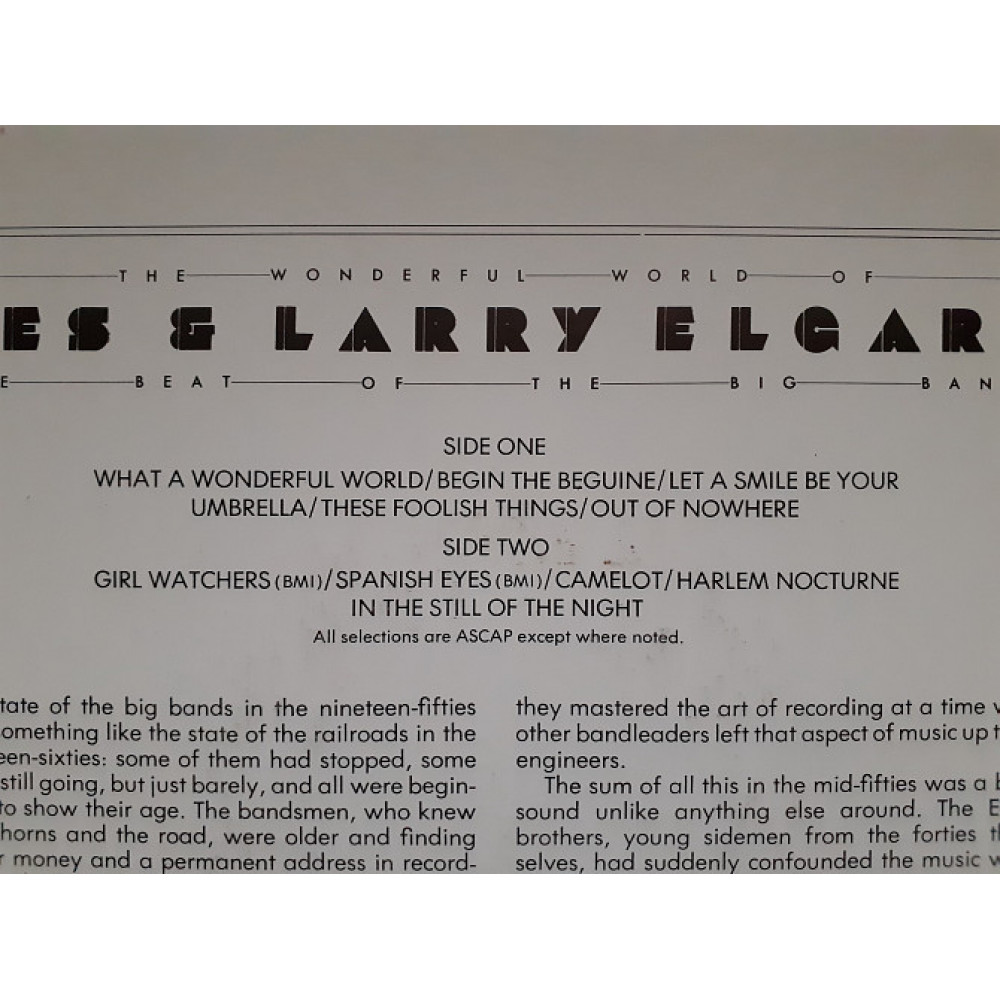 THE WONDERFUL WORLD OF
ES & LARRY ELGAR
E BEAT OF THE BIG BAN
SIDE ONE
WHAT A WONDERFUL WORLD/BEGIN THE BEGUINE/LET A SMILE BE YOUR
UMBRELLA/THESE FOOLISH THINGS/OUT OF NOWHERE
SIDE TWO
GIRL WATCHERS (BMI)/SPANISH EYES (BMI)/CAMELOT/HARLEM NOCTURNE
IN THE STILL OF THE NIGHT
All selections are ASCAP except where noted.
tate of the big bands in the nineteen-fifties
omething like the state of the railroads in the
een-sixties: some of them had stopped, some
still going, but just barely, and all were begin-
to show their age. The bandsmen, who knew
horns and the road, were older and finding
r money and a permanent address in record-
they mastered the art of recording at a time
other bandleaders left that aspect of music up t
engineers.
The sum of all this in the mid-fifties was a b
sound unlike anything else around. The E
brothers, young sidemen from the forties th
selves, had suddenly confounded the music w